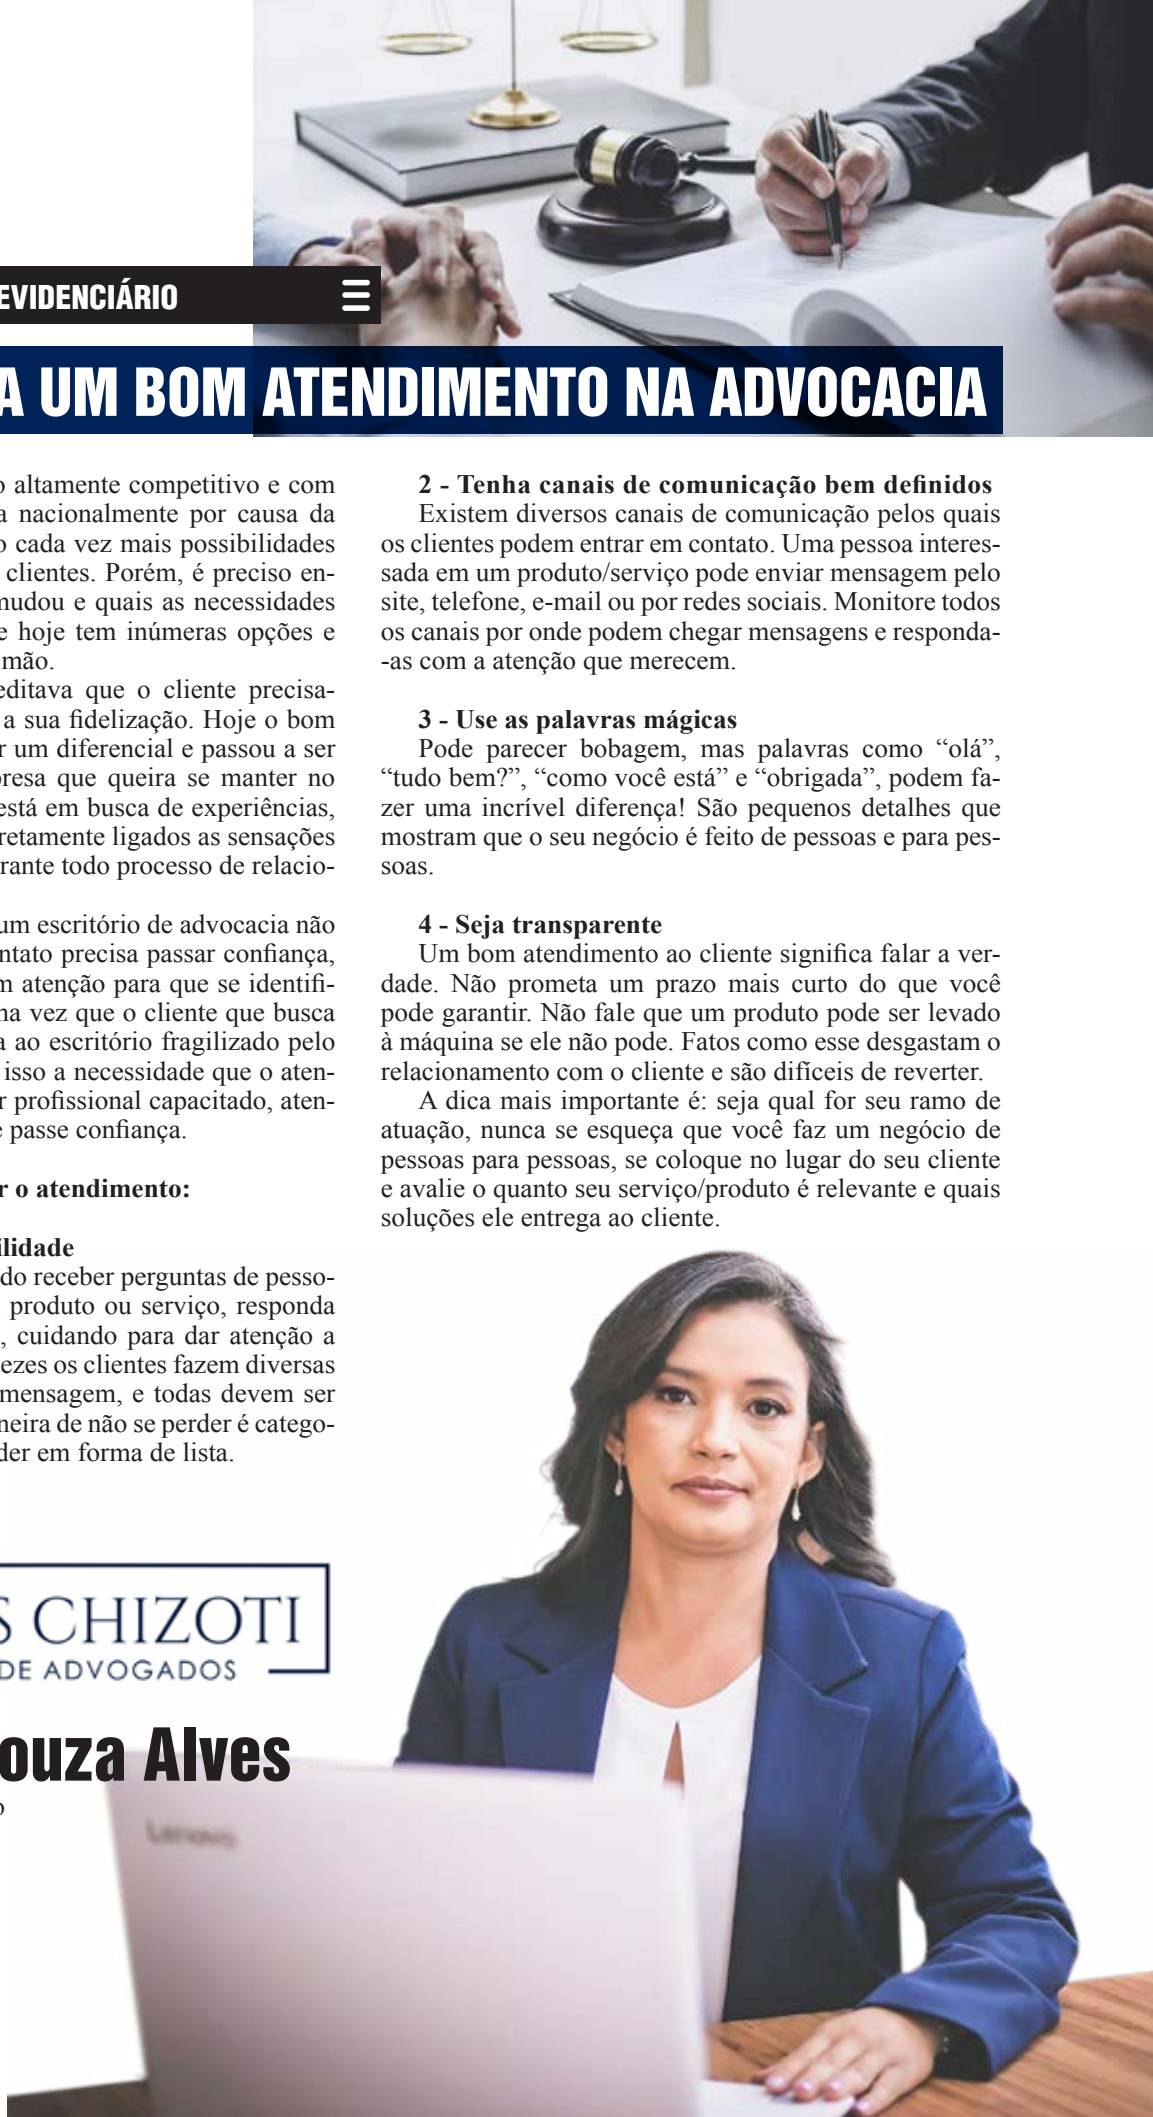 EVIDENCIÁRIO
A UM BOM ATENDIMENTO NA ADVOCACIA
o altamente competitivo e com
a nacionalmente por causa da
o cada vez mais possibilidades
clientes. Porém, é preciso en-
mudou e quais as necessidades
e hoje tem inúmeras opções e
mão.
editava que o cliente precisa-
a sua fidelização. Hoje o bom
r um diferencial e passou a ser
presa que queira se manter no
está em busca de experiências,
retamente ligados as sensações
rante todo processo de relacio-
um escritório de advocacia não
ntato precisa passar confiança,
m atenção para que se identifi-
ma vez que o cliente que busca
a ao escritório fragilizado pelo
isso a necessidade que o aten-
r profissional capacitado, aten-
e passe confiança.
r o atendimento:
ilidade
do receber perguntas de pesso-
produto ou serviço, responda
, cuidando para dar atenção a
ezes os clientes fazem diversas
mensagem, e todas devem ser
neira de não se perder é catego-
der em forma de lista.
S CHIZOTI
DE ADVOGADOS
ouza Alves
o
2 - Tenha canais de comunicação bem definidos
Existem diversos canais de comunicação pelos quais
os clientes podem entrar em contato. Uma pessoa interes-
sada em um produto/serviço pode enviar mensagem pelo
site, telefone, e-mail ou por redes sociais. Monitore todos
os canais por onde podem chegar mensagens e responda-
-as com a atenção que merecem.
3 - Use as palavras mágicas
Pode parecer bobagem, mas palavras como “olá”,
“tudo bem?”, “como você está” e “obrigada”, podem fa-
zer uma incrível diferença! São pequenos detalhes que
mostram que o seu negócio é feito de pessoas e para pes-
soas.
4 - Seja transparente
Um bom atendimento ao cliente significa falar a ver-
dade. Não prometa um prazo mais curto do que você
pode garantir. Não fale que um produto pode ser levado
à máquina se ele não pode. Fatos como esse desgastam o
relacionamento com o cliente e são difíceis de reverter.
A dica mais importante é: seja qual for seu ramo de
atuação, nunca se esqueça que você faz um negócio de
pessoas para pessoas, se coloque no lugar do seu cliente
e avalie o quanto seu serviço/produto é relevante e quais
soluções ele entrega ao cliente.
Lenovo